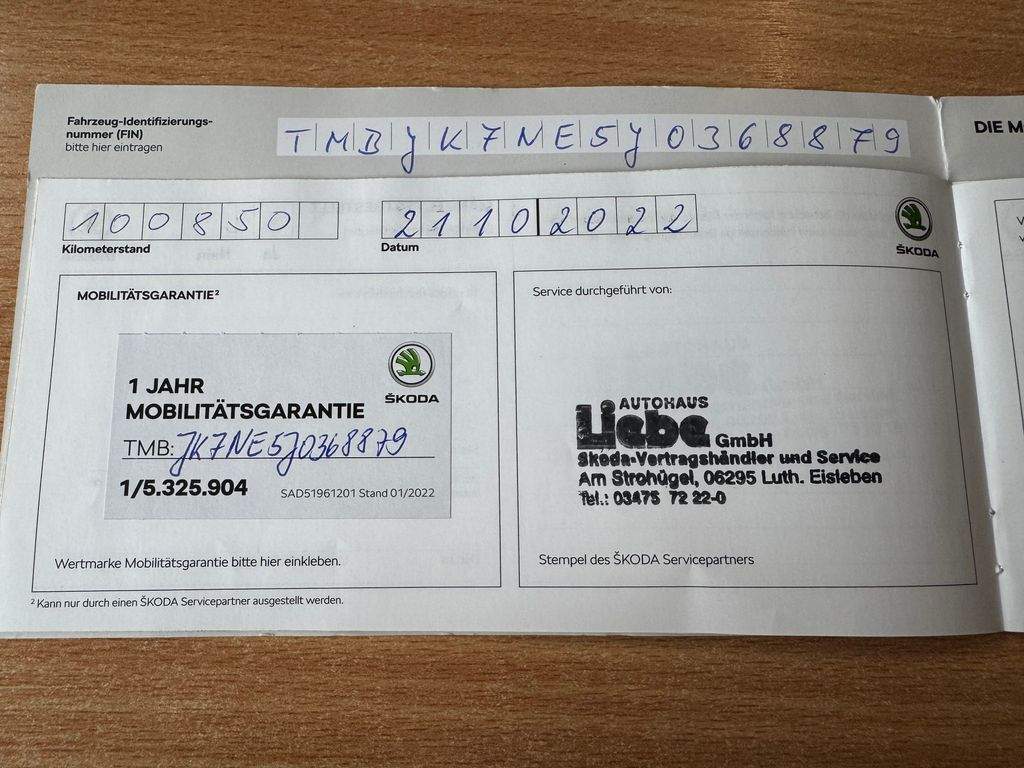 Fahrzeug-Identifizierungs-
nummer (FIN)
bitte hier eintragen
TMBJK7NE5J0368879
DIE M
100850
Kilometerstand
21102022
Datum
ŠKODA
MOBILITÄTSGARANTIE²
1 JAHR
MOBILITÄTSGARANTIE
ŠKODA
TMB: JK7NE5J0368879
1/5.325.904
SAD51961201 Stand 01/2022
Wertmarke Mobilitätsgarantie bitte hier einkleben.
Service durchgeführt von:
AUTOHAUS
Liebe GmbH
Skoda-Vertragshändler und Service
Am Strohügel, 06295 Luth. Eisleben
Tel.: 03475 72 22-0
Stempel des ŠKODA Servicepartners
² Kann nur durch einen ŠKODA Servicepartner ausgestellt werden.